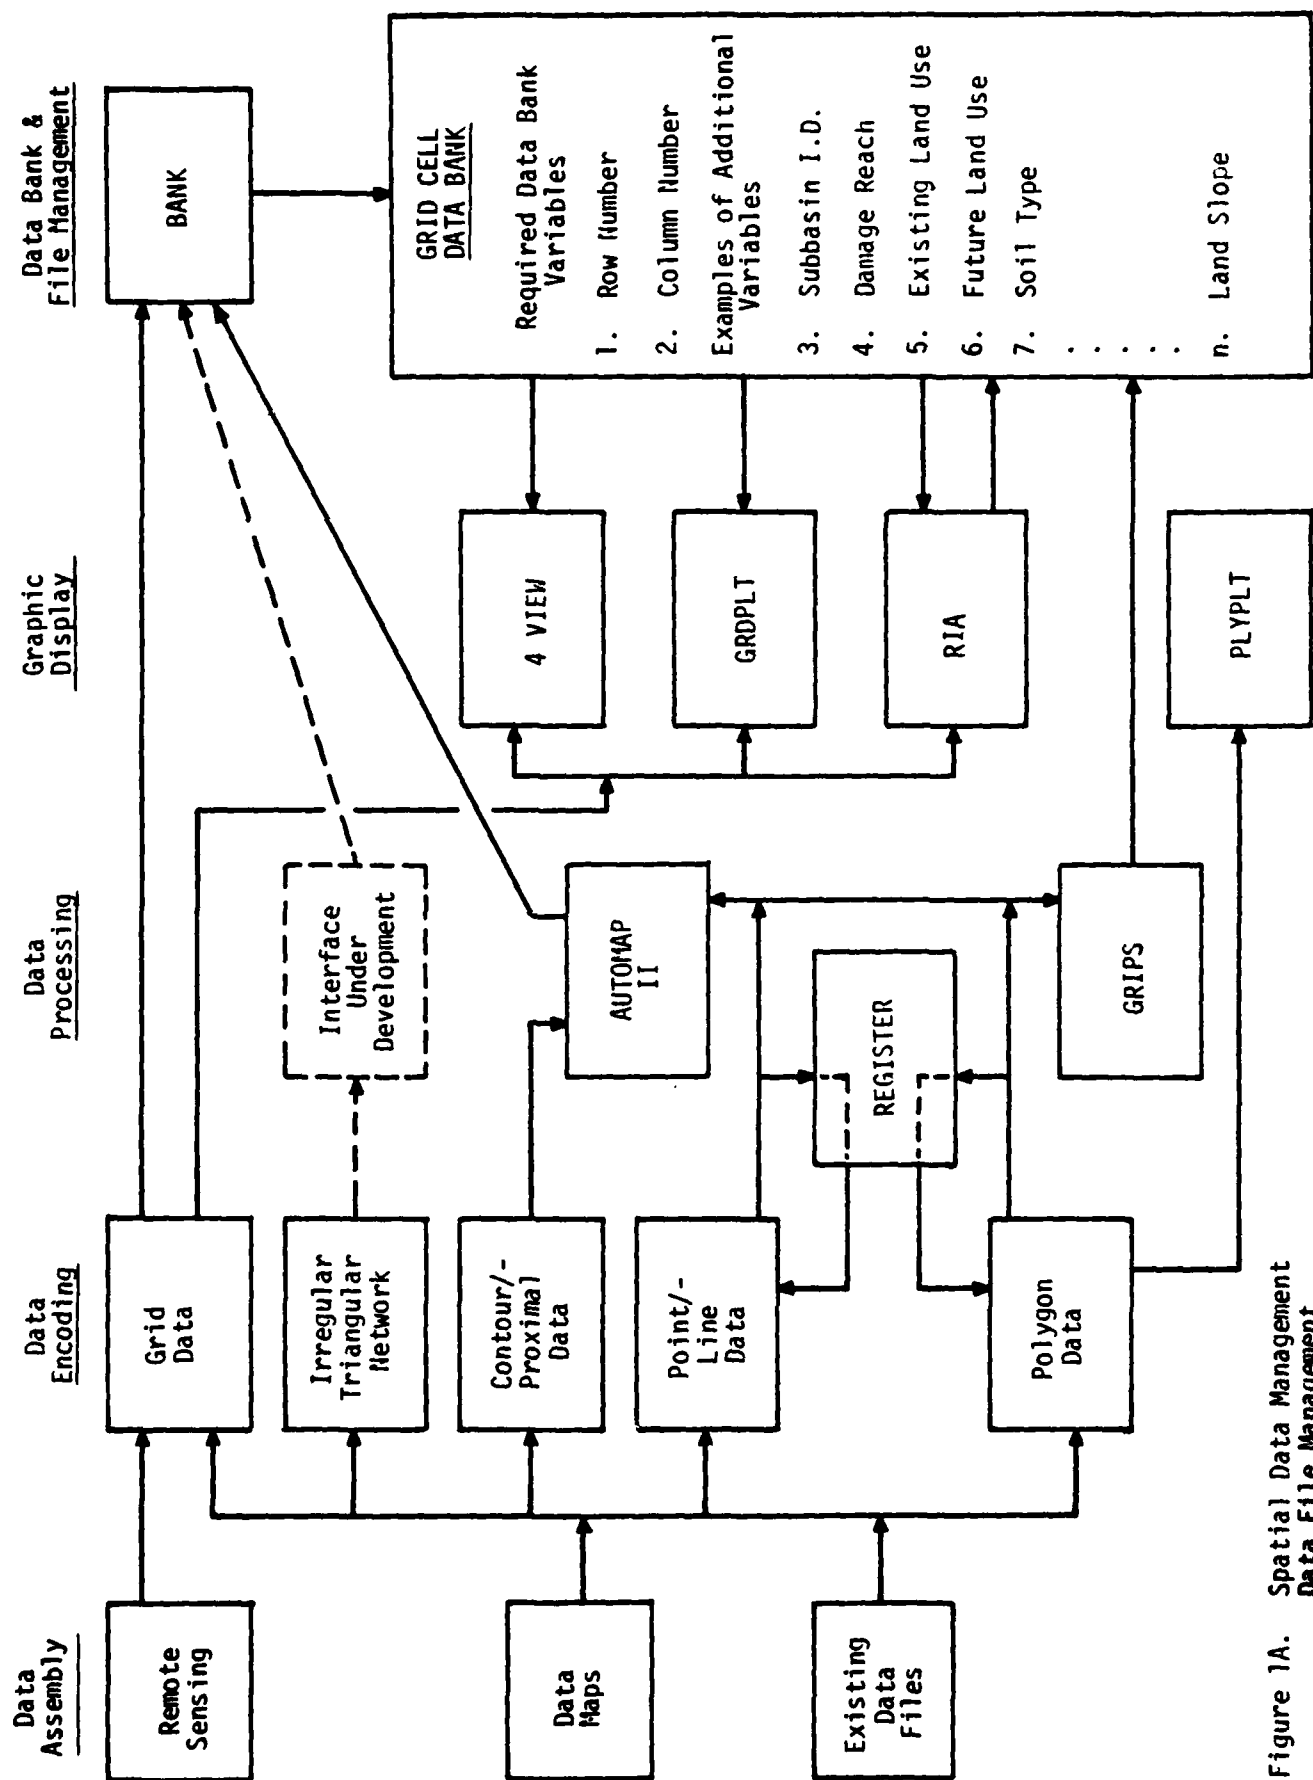 Data
Assembly
Data
Encoding
Data
Processing
Graphic
Display
Data Bank &
File Management
Remote
Sensing
Data
Maps
Existing
Data
Files
Grid
Data
Irregular
Triangular
Network
Contour/-
Proximal
Data
Point/-
Line
Data
Polygon
Data
Interface
Under
Development
AUTOMAP
II
REGISTER
GRIPS
4 VIEW
GRDPLT
RIA
PLYPLT
BANK
GRID CELL
DATA BANK
Required Data Bank
Variables
1. Row Number
2. Column Number
Examples of Additional
Variables
3. Subbasin I.D.
4. Damage Reach
5. Existing Land Use
6. Future Land Use
7. Soil Type
.
.
.
.
.
n. Land Slope
Figure 1A. Spatial Data Management
Data File Management